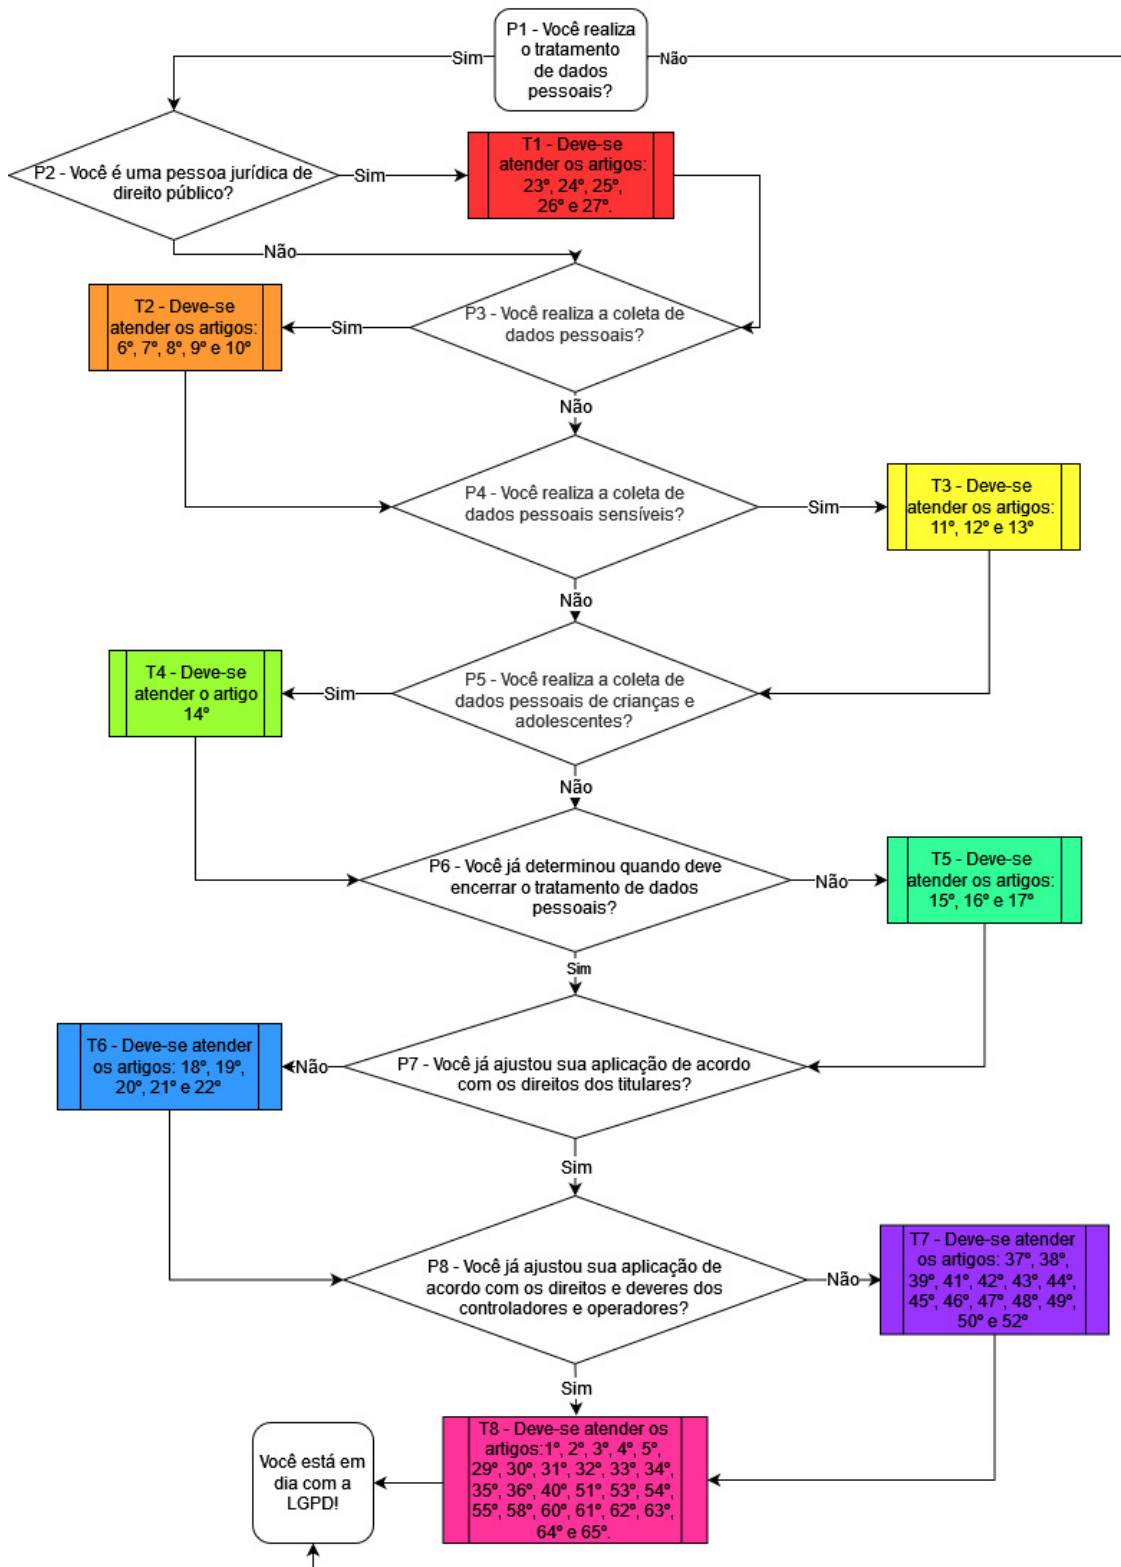 P1 - Você realiza
o tratamento
de dados
pessoais?
Sim
Não
P2 - Você é uma pessoa jurídica de
direito público?
Sim
T1 - Deve-se
atender os artigos:
23º, 24º, 25º,
26º e 27º.
Não
P3 - Você realiza a coleta de
dados pessoais?
Sim
T2 - Deve-se
atender os artigos:
6º, 7º, 8º, 9º e 10º
Não
P4 - Você realiza a coleta de
dados pessoais sensíveis?
Sim
T3 - Deve-se
atender os artigos:
11º, 12º e 13º
Não
P5 - Você realiza a coleta de
dados pessoais de crianças e
adolescentes?
Sim
T4 - Deve-se
atender o artigo
14º
Não
P6 - Você já determinou quando deve
encerrar o tratamento de dados
pessoais?
Não
T5 - Deve-se
atender os artigos:
15º, 16º e 17º
Sim
P7 - Você já ajustou sua aplicação de acordo
com os direitos dos titulares?
Não
T6 - Deve-se atender
os artigos: 18º, 19º,
20º, 21º e 22º
Sim
P8 - Você já ajustou sua aplicação de
acordo com os direitos e deveres dos
controladores e operadores?
Não
T7 - Deve-se atender
os artigos: 37º, 38º,
39º, 41º, 42º, 43º, 44º,
45º, 46º, 47º, 48º, 49º,
50º e 52º
Sim
T8 - Deve-se atender os
artigos:1º, 2º, 3º, 4º, 5º,
29º, 30º, 31º, 32º, 33º, 34º,
35º, 36º, 40º, 51º, 53º, 54º,
55º, 58º, 60º, 61º, 62º, 63º,
64º e 65º.
Você está em
dia com a
LGPD!